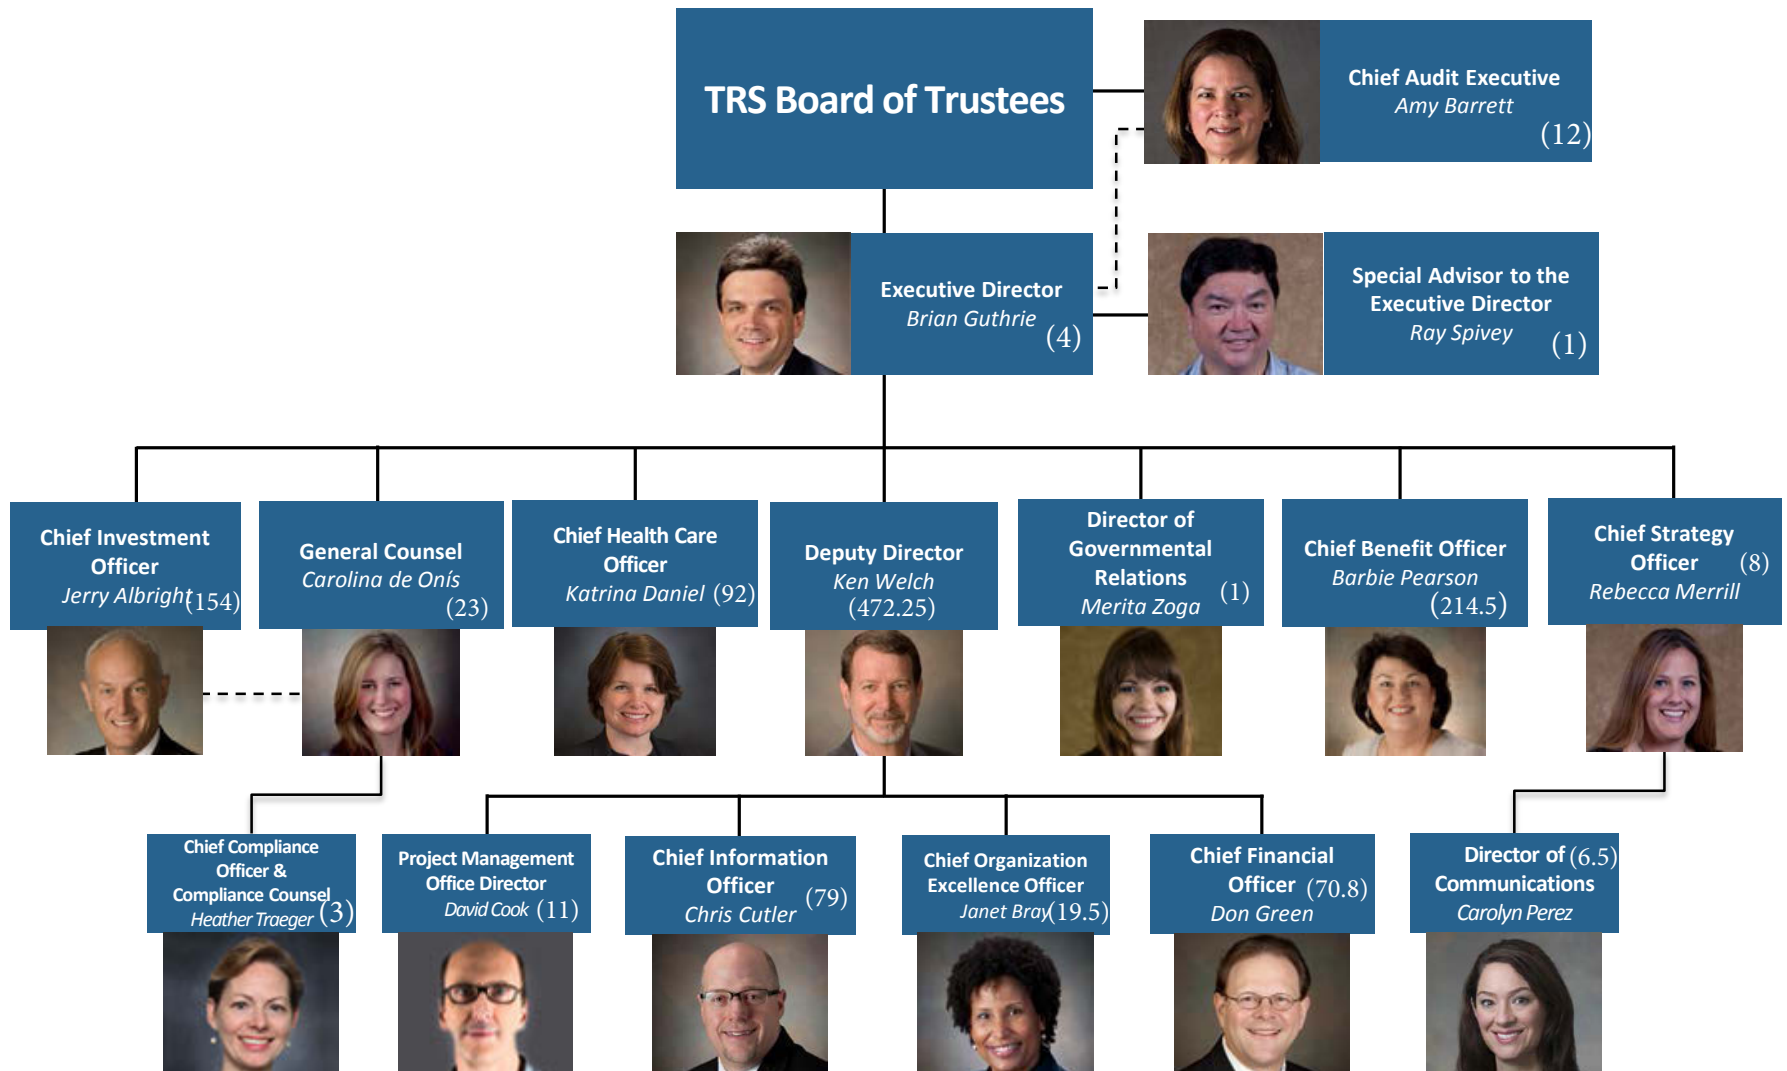 TRS Board of Trustees
Chief Audit Executive
Amy Barrett
(12)
Executive Director
Brian Guthrie
(4)
Special Advisor to the
Executive Director
Ray Spivey
(1)
Chief Investment
Officer
Jerry Albright (154)
General Counsel
Carolina de Onís
(23)
Chief Health Care
Officer
Katrina Daniel (92)
Deputy Director
Ken Welch
(472.25)
Director of
Governmental
Relations
(1)
Merita Zoga
Chief Benefit Officer
Barbie Pearson
(214.5)
Chief Strategy
Officer (8)
Rebecca Merrill
Chief Compliance
Officer &
Compliance Counsel
Heather Traeger (3)
Project Management
Office Director
David Cook (11)
Chief Information
Officer
(79)
Chris Cutler
Chief Organization
Excellence Officer
Janet Bray (19.5)
Chief Financial
Officer (70.8)
Don Green
Director of (6.5)
Communications
Carolyn Perez